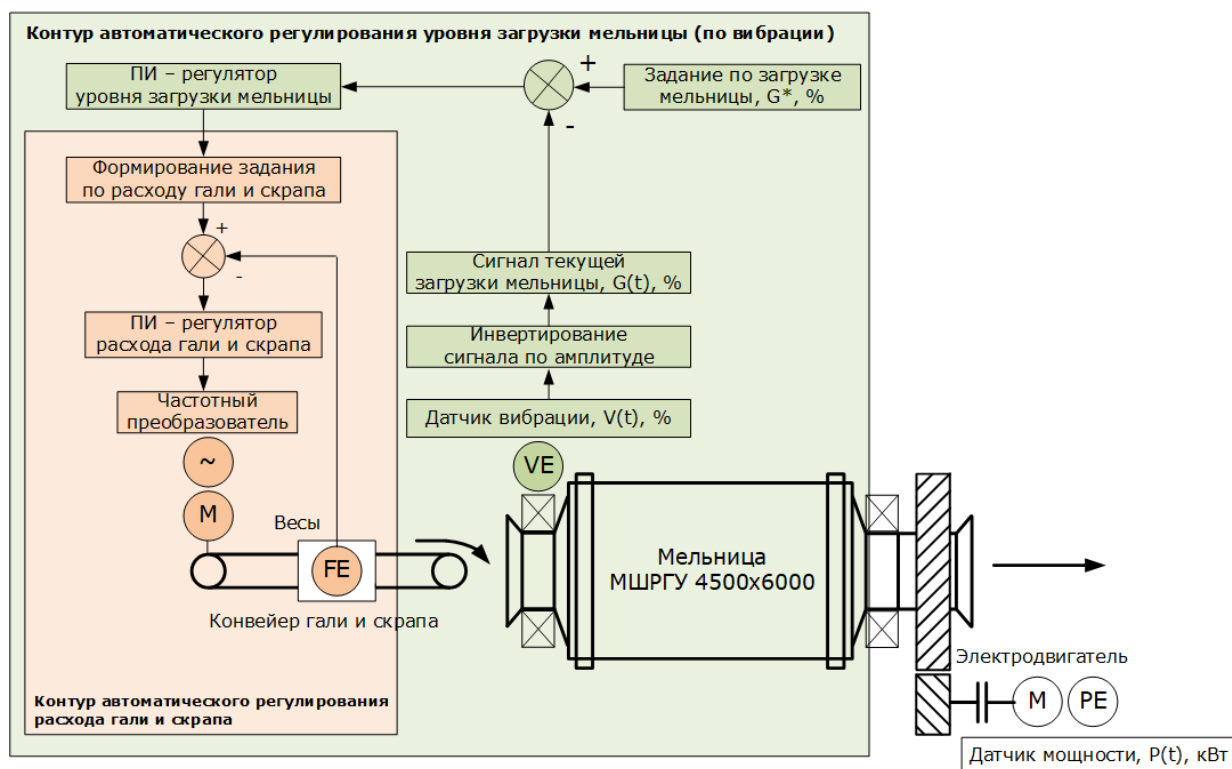 Контур автоматического регулирования уровня загрузки мельницы (по вибрации)
ПИ – регулятор
уровня загрузки мельницы
+
-
Задание по загрузке
мельницы, G*, %
Формирование задания
по расходу гали и скрапа
+
-
ПИ – регулятор
расхода гали и скрапа
Частотный
преобразователь
~
M
Весы
FE
Конвейер гали и скрапа
Контур автоматического регулирования
расхода гали и скрапа
Сигнал текущей
загрузки мельницы, G(t), %
Инвертирование
сигнала по амплитуде
Датчик вибрации, V(t), %
VE
Мельница
МШРГУ 4500x6000
Электродвигатель
M
PE
Датчик мощности, P(t), кВт